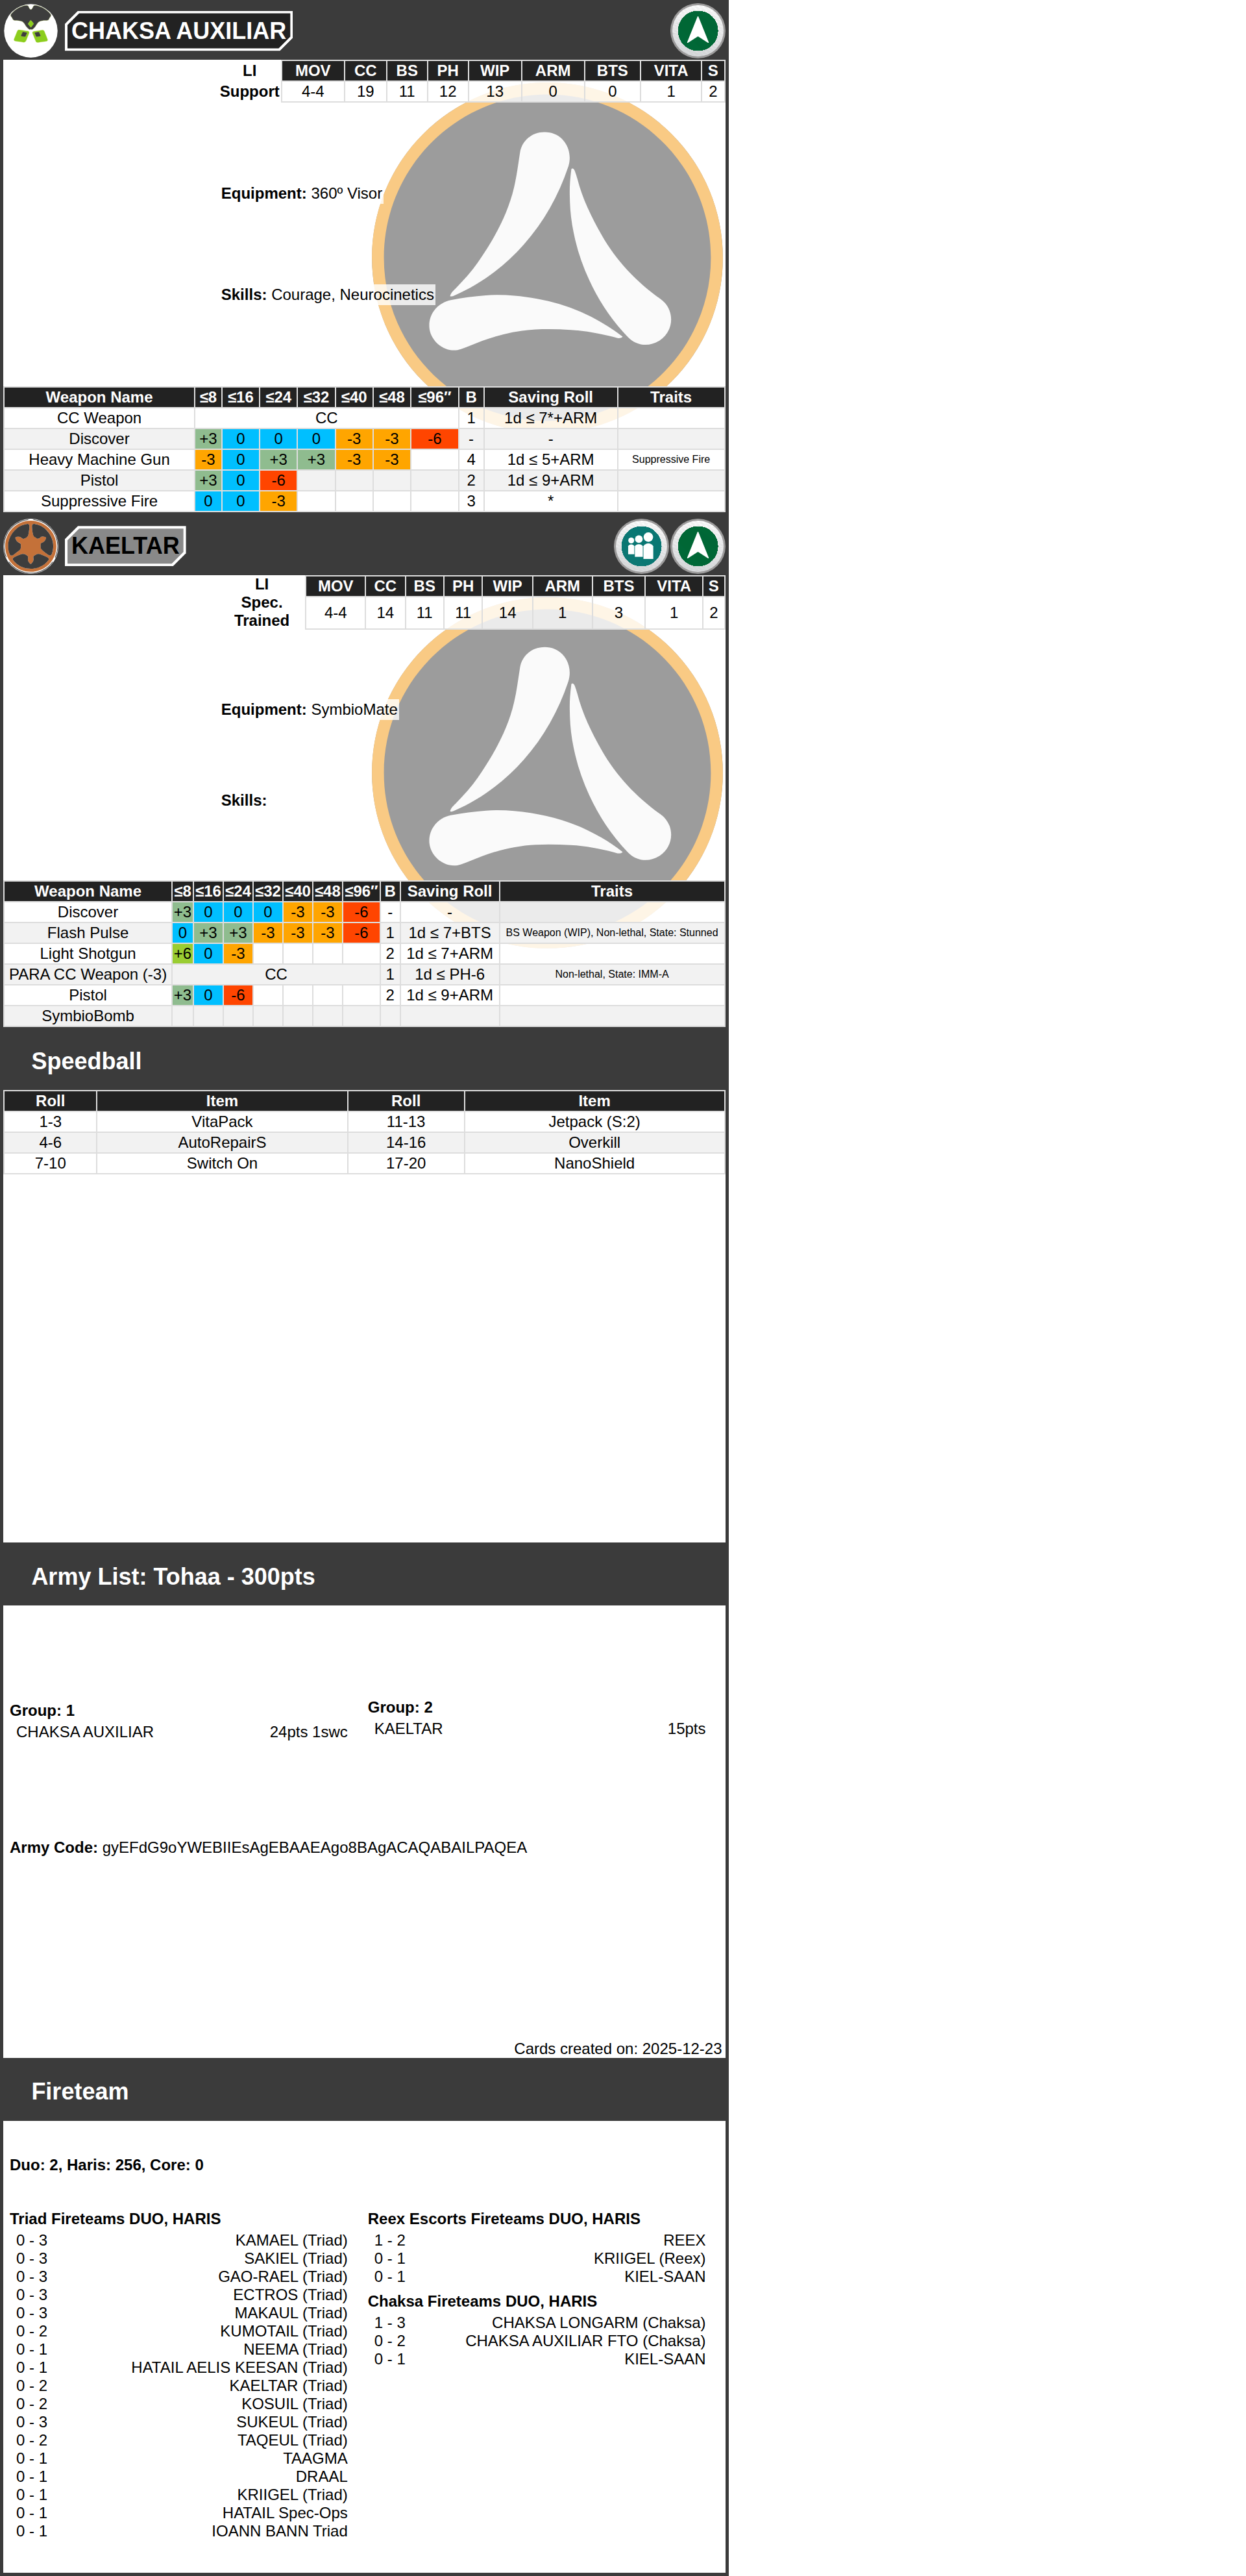 CHAKSA AUXILIAR
LI
Support
MOV CC BS PH WIP ARM BTS VITA S
4-4 19 11 12 13 0 0 1 2
Equipment: 360º Visor
Skills: Courage, Neurocinetics
Weapon Name ≤8 ≤16 ≤24 ≤32 ≤40 ≤48 ≤96″ B Saving Roll Traits
CC Weapon CC 1 1d ≤ 7*+ARM
Discover +3 0 0 0 -3 -3 -6 - -
Heavy Machine Gun -3 0 +3 +3 -3 -3 4 1d ≤ 5+ARM Suppressive Fire
Pistol +3 0 -6 2 1d ≤ 9+ARM
Suppressive Fire 0 0 -3 3 *
KAELTAR
LI
Spec.
Trained
MOV CC BS PH WIP ARM BTS VITA S
4-4 14 11 11 14 1 3 1 2
Equipment: SymbioMate
Skills:
Weapon Name ≤8 ≤16 ≤24 ≤32 ≤40 ≤48 ≤96″ B Saving Roll Traits
Discover +3 0 0 0 -3 -3 -6 - -
Flash Pulse 0 +3 +3 -3 -3 -3 -6 1 1d ≤ 7+BTS BS Weapon (WIP), Non-lethal, State: Stunned
Light Shotgun +6 0 -3 2 1d ≤ 7+ARM
PARA CC Weapon (-3) CC 1 1d ≤ PH-6 Non-lethal, State: IMM-A
Pistol +3 0 -6 2 1d ≤ 9+ARM
SymbioBomb
Speedball
Roll Item Roll Item
1-3 VitaPack 11-13 Jetpack (S:2)
4-6 AutoRepairS 14-16 Overkill
7-10 Switch On 17-20 NanoShield
Army List: Tohaa - 300pts
Group: 1
CHAKSA AUXILIAR 24pts 1swc
Group: 2
KAELTAR 15pts
Army Code: gyEFdG9oYWEBIIEsAgEBAAEAgo8BAgACAQABAILPAQEA
Cards created on: 2025-12-23
Fireteam
Duo: 2, Haris: 256, Core: 0
Triad Fireteams DUO, HARIS
0 - 3 KAMAEL (Triad)
0 - 3 SAKIEL (Triad)
0 - 3 GAO-RAEL (Triad)
0 - 3 ECTROS (Triad)
0 - 3 MAKAUL (Triad)
0 - 2 KUMOTAIL (Triad)
0 - 1 NEEMA (Triad)
0 - 1 HATAIL AELIS KEESAN (Triad)
0 - 2 KAELTAR (Triad)
0 - 2 KOSUIL (Triad)
0 - 3 SUKEUL (Triad)
0 - 2 TAQEUL (Triad)
0 - 1 TAAGMA
0 - 1 DRAAL
0 - 1 KRIIGEL (Triad)
0 - 1 HATAIL Spec-Ops
0 - 1 IOANN BANN Triad
Reex Escorts Fireteams DUO, HARIS
1 - 2 REEX
0 - 1 KRIIGEL (Reex)
0 - 1 KIEL-SAAN
Chaksa Fireteams DUO, HARIS
1 - 3 CHAKSA LONGARM (Chaksa)
0 - 2 CHAKSA AUXILIAR FTO (Chaksa)
0 - 1 KIEL-SAAN